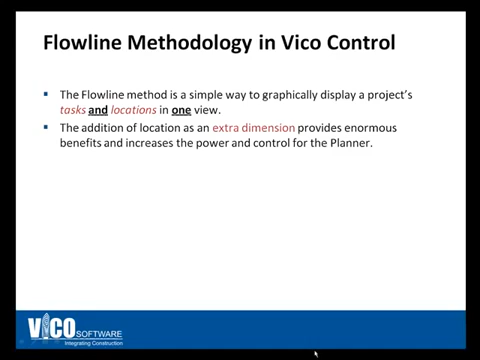 Flowline Methodology in Vico Control
The Flowline method is a simple way to graphically display a project's
tasks and locations in one view.
The addition of location as an extra dimension provides enormous
benefits and increases the power and control for the Planner.
VICO SOFTWARE
Integrating Construction